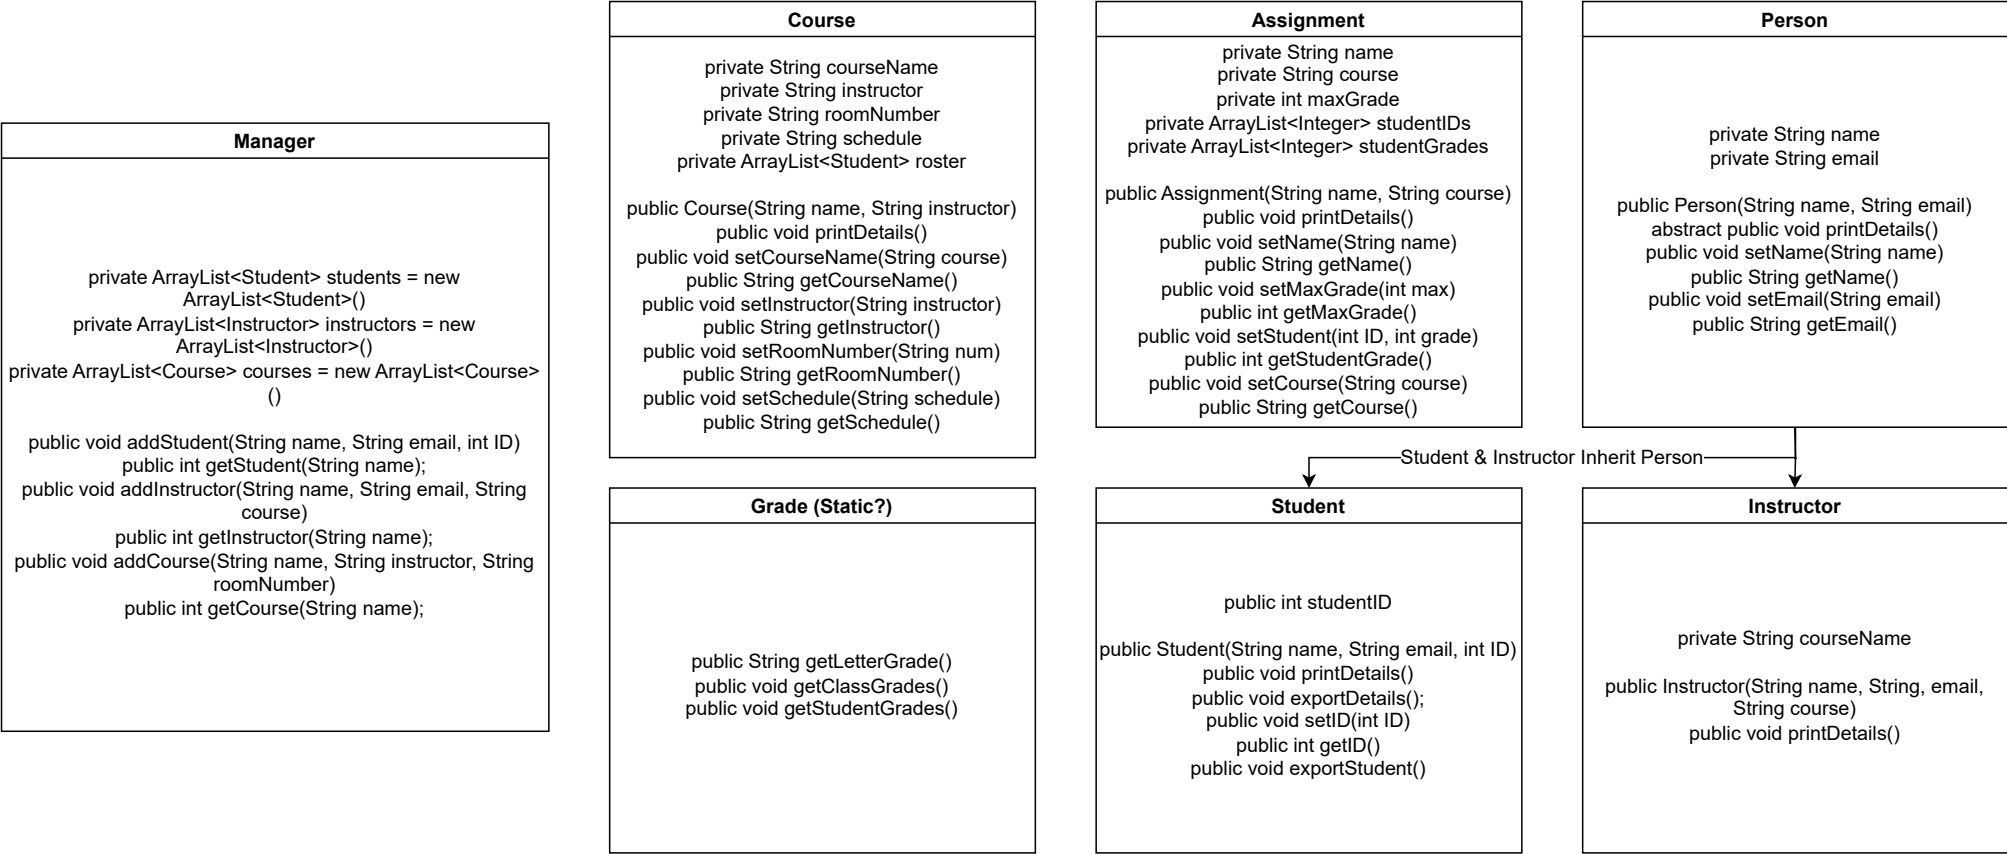 Manager
private ArrayList<Student> students = new
ArrayList<Student>()
private ArrayList<Instructor> instructors = new
ArrayList<Instructor>()
private ArrayList<Course> courses = new ArrayList<Course>
()
public void addStudent(String name, String email, int ID)
public int getStudent(String name);
public void addInstructor(String name, String email, String
course)
public int getInstructor(String name);
public void addCourse(String name, String instructor, String
roomNumber)
public int getCourse(String name);
Course
private String courseName
private String instructor
private String roomNumber
private String schedule
private ArrayList<Student> roster
public Course(String name, String instructor)
public void printDetails()
public void setCourseName(String course)
public String getCourseName()
public void setInstructor(String instructor)
public String getInstructor()
public void setRoomNumber(String num)
public String getRoomNumber()
public void setSchedule(String schedule)
public String getSchedule()
Assignment
private String name
private String course
private int maxGrade
private ArrayList<Integer> studentIDs
private ArrayList<Integer> studentGrades
public Assignment(String name, String course)
public void printDetails()
public void setName(String name)
public String getName()
public void setMaxGrade(int max)
public int getMaxGrade()
public void setStudent(int ID, int grade)
public int getStudentGrade()
public void setCourse(String course)
public String getCourse()
Person
private String name
private String email
public Person(String name, String email)
abstract public void printDetails()
public void setName(String name)
public String getName()
public void setEmail(String email)
public String getEmail()
Student & Instructor Inherit Person
Grade (Static?)
public String getLetterGrade()
public void getClassGrades()
public void getStudentGrades()
Student
public int studentID
public Student(String name, String email, int ID)
public void printDetails()
public void exportDetails();
public void setID(int ID)
public int getID()
public void exportStudent()
Instructor
private String courseName
public Instructor(String name, String, email,
String course)
public void printDetails()